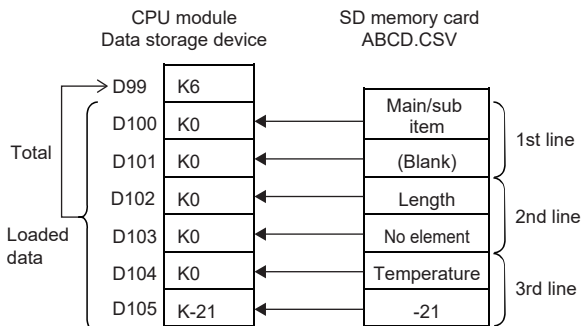 CPU module
Data storage device
SD memory card
ABCD.CSV
D99 K6
Main/sub
item
D100 K0
1st line
Total
D101 K0 (Blank)
D102 K0 Length
2nd line
Loaded
data
D103 K0 No element
D104 K0 Temperature
3rd line
D105 K-21 -21